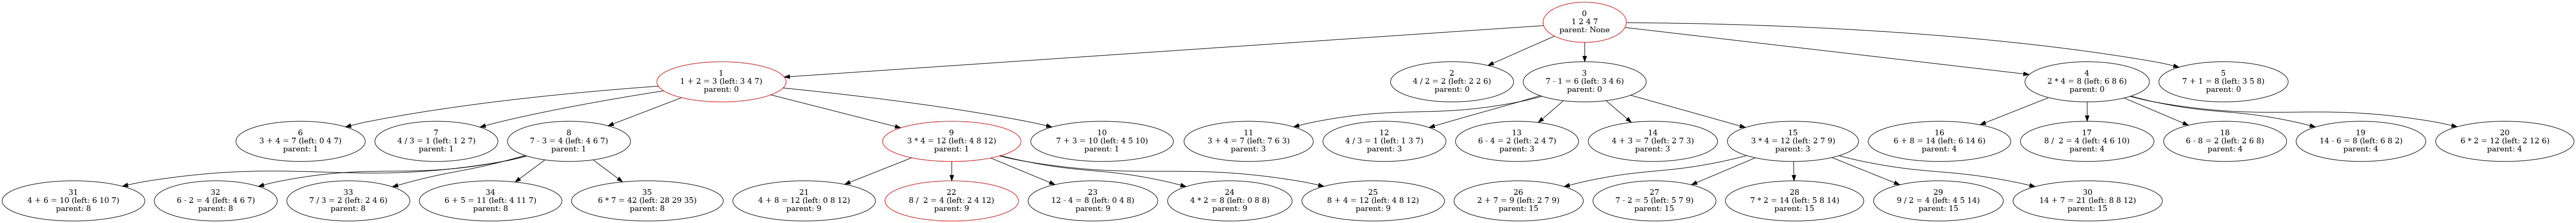 0
1 2 4 7
parent: None
1
1 + 2 = 3 (left: 3 4 7)
parent: 0
2
4 / 2 = 2 (left: 2 2 6)
parent: 0
3
7 - 1 = 6 (left: 3 4 6)
parent: 0
4
2 * 4 = 8 (left: 6 8 6)
parent: 0
5
7 + 1 = 8 (left: 3 5 8)
parent: 0
6
3 + 4 = 7 (left: 0 4 7)
parent: 1
7
4 / 3 = 1 (left: 1 2 7)
parent: 1
8
7 - 3 = 4 (left: 4 6 7)
parent: 1
9
3 * 4 = 12 (left: 4 8 12)
parent: 1
10
7 + 3 = 10 (left: 4 5 10)
parent: 1
11
3 + 4 = 7 (left: 7 6 3)
parent: 3
12
4 / 3 = 1 (left: 1 3 7)
parent: 3
13
6 - 4 = 2 (left: 2 4 7)
parent: 3
14
4 + 3 = 7 (left: 2 7 3)
parent: 3
15
3 * 4 = 12 (left: 2 7 9)
parent: 3
16
6 + 8 = 14 (left: 6 14 6)
parent: 4
17
8 / 2 = 4 (left: 4 6 10)
parent: 4
18
6 - 8 = 2 (left: 2 6 8)
parent: 4
19
14 - 6 = 8 (left: 6 8 2)
parent: 4
20
6 * 2 = 12 (left: 2 12 6)
parent: 4
31
4 + 6 = 10 (left: 6 10 7)
parent: 8
32
6 - 2 = 4 (left: 4 6 7)
parent: 8
33
7 / 3 = 2 (left: 2 4 6)
parent: 8
34
6 + 5 = 11 (left: 4 11 7)
parent: 8
35
6 * 7 = 42 (left: 28 29 35)
parent: 8
21
4 + 8 = 12 (left: 0 8 12)
parent: 9
22
8 / 2 = 4 (left: 2 4 12)
parent: 9
23
12 - 4 = 8 (left: 0 4 8)
parent: 9
24
4 * 2 = 8 (left: 0 8 8)
parent: 9
25
8 + 4 = 12 (left: 4 8 12)
parent: 9
26
2 + 7 = 9 (left: 2 7 9)
parent: 15
27
7 - 2 = 5 (left: 5 7 9)
parent: 15
28
7 * 2 = 14 (left: 5 8 14)
parent: 15
29
9 / 2 = 4 (left: 4 5 14)
parent: 15
30
14 + 7 = 21 (left: 8 8 12)
parent: 15